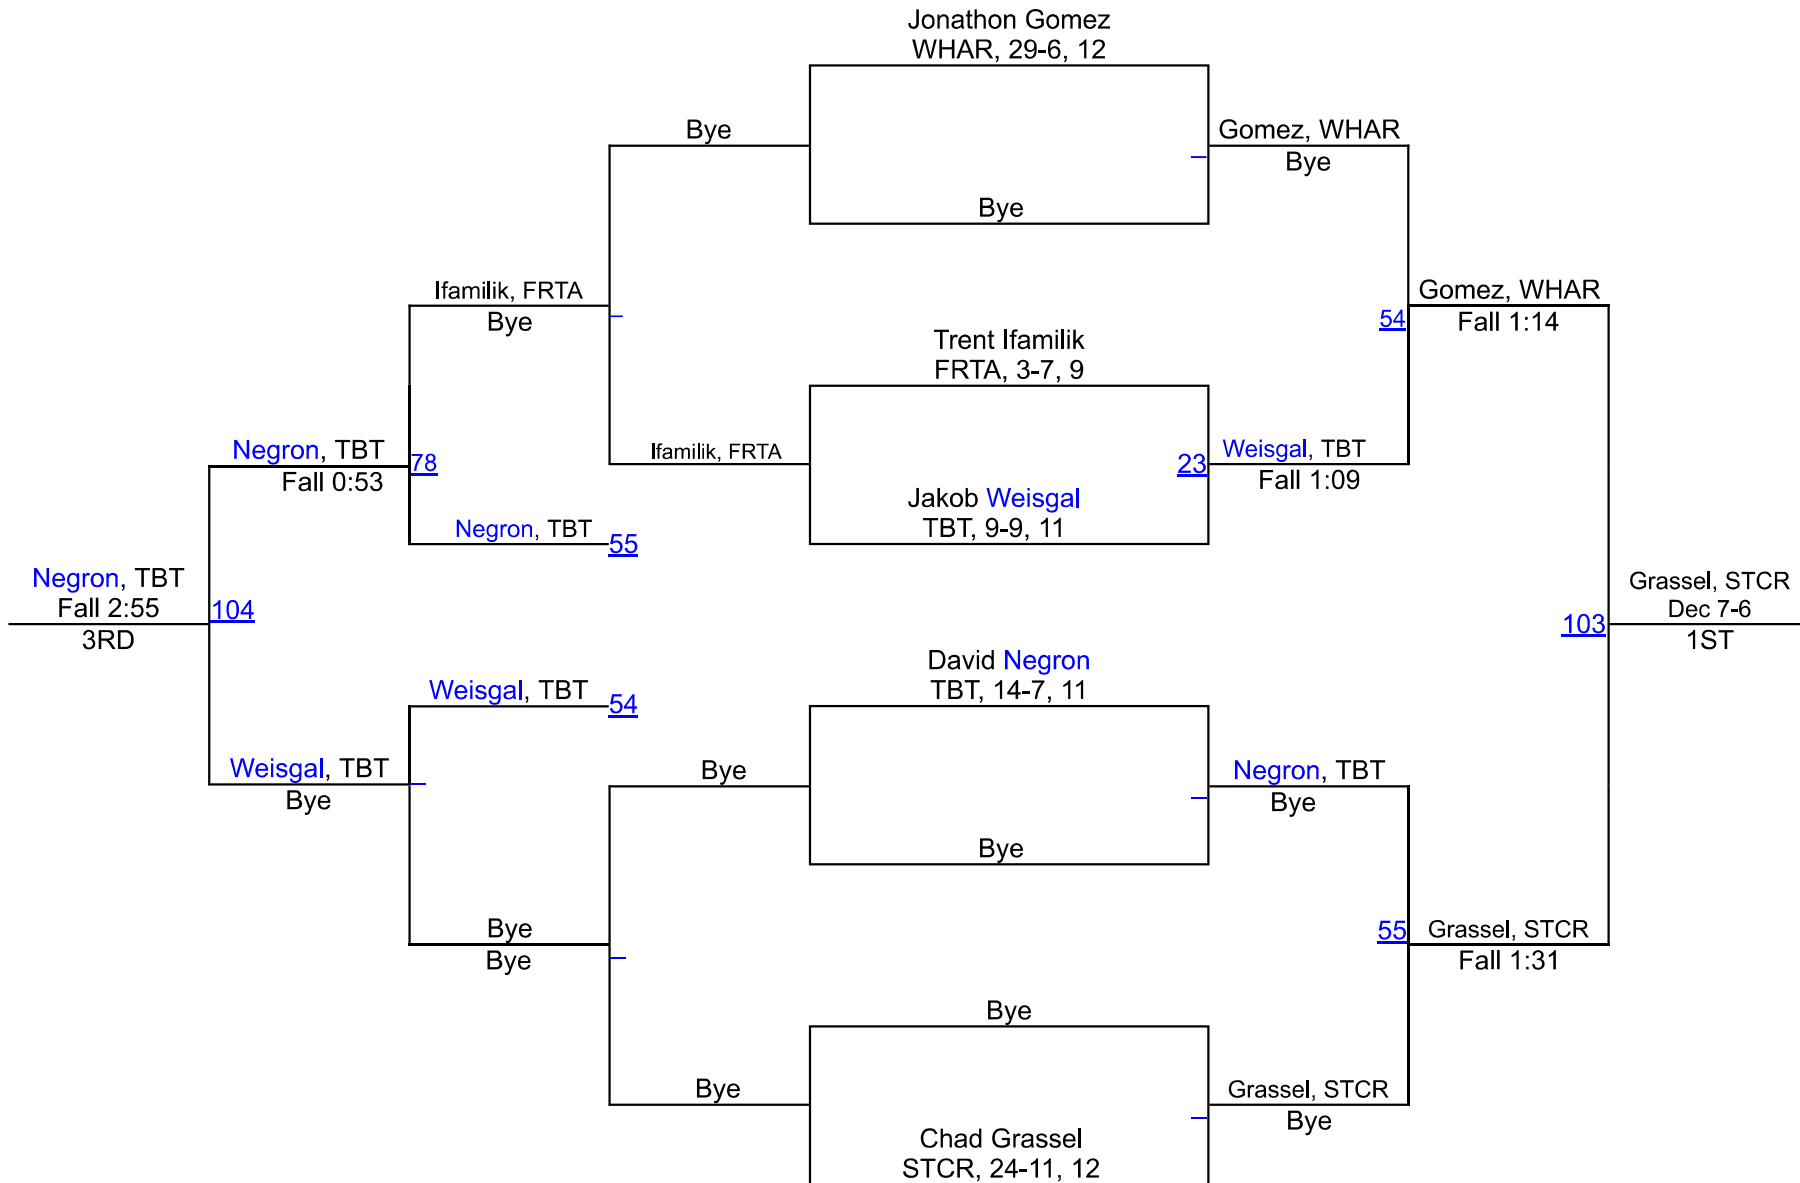 Jonathon Gomez
WHAR, 29-6, 12
Bye
Gomez, WHAR
Bye
Bye
Ifamilik, FRTA
Bye
Gomez, WHAR
54
Fall 1:14
Trent Ifamilik
FRTA, 3-7, 9
Negron, TBT
78
Fall 0:53
Ifamilik, FRTA
23
Weisgal, TBT
Fall 1:09
Jakob Weisgal
TBT, 9-9, 11
Negron, TBT
55
Negron, TBT
Fall 2:55
104
3RD
Grassel, STCR
Dec 7-6
103
1ST
David Negron
TBT, 14-7, 11
Weisgal, TBT
54
Weisgal, TBT
Bye
Bye
Negron, TBT
Bye
Bye
Bye
Bye
55
Grassel, STCR
Fall 1:31
Bye
Bye
Grassel, STCR
Bye
Chad Grassel
STCR, 24-11, 12